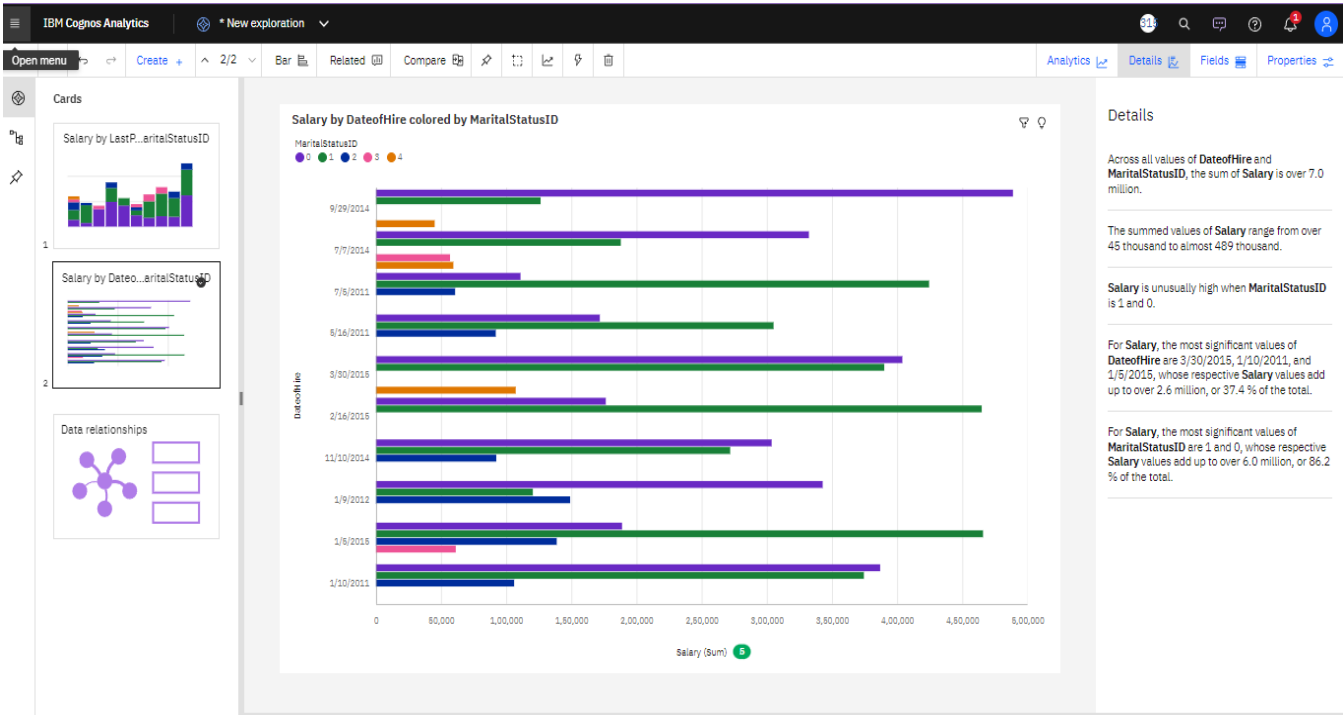 IBM Cognos Analytics
* New exploration
1
Open menu
Create +
2/2
Bar
Related
Compare
Analytics
Details
Fields
Properties
Cards
Salary by LastP...aritalStatusID
1
Salary by Dateo...aritalStatusID
2
Data relationships
Salary by DateofHire colored by MaritalStatusID
MaritalStatusID
0 1 2 3 4
DateofHire
9/29/2014
7/7/2014
7/5/2011
5/16/2011
3/30/2015
2/16/2015
11/10/2014
1/9/2012
1/5/2015
1/10/2011
0 50,000 1,00,000 1,50,000 2,00,000 2,50,000 3,00,000 3,50,000 4,00,000 4,50,000 5,00,000
Salary (Sum) 5
Details
Across all values of DateofHire and
MaritalStatusID, the sum of Salary is over 7.0
million.
The summed values of Salary range from over
45 thousand to almost 489 thousand.
Salary is unusually high when MaritalStatusID
is 1 and 0.
For Salary, the most significant values of
DateofHire are 3/30/2015, 1/10/2011, and
1/5/2015, whose respective Salary values add
up to over 2.6 million, or 37.4 % of the total.
For Salary, the most significant values of
MaritalStatusID are 1 and 0, whose respective
Salary values add up to over 6.0 million, or 86.2
% of the total.